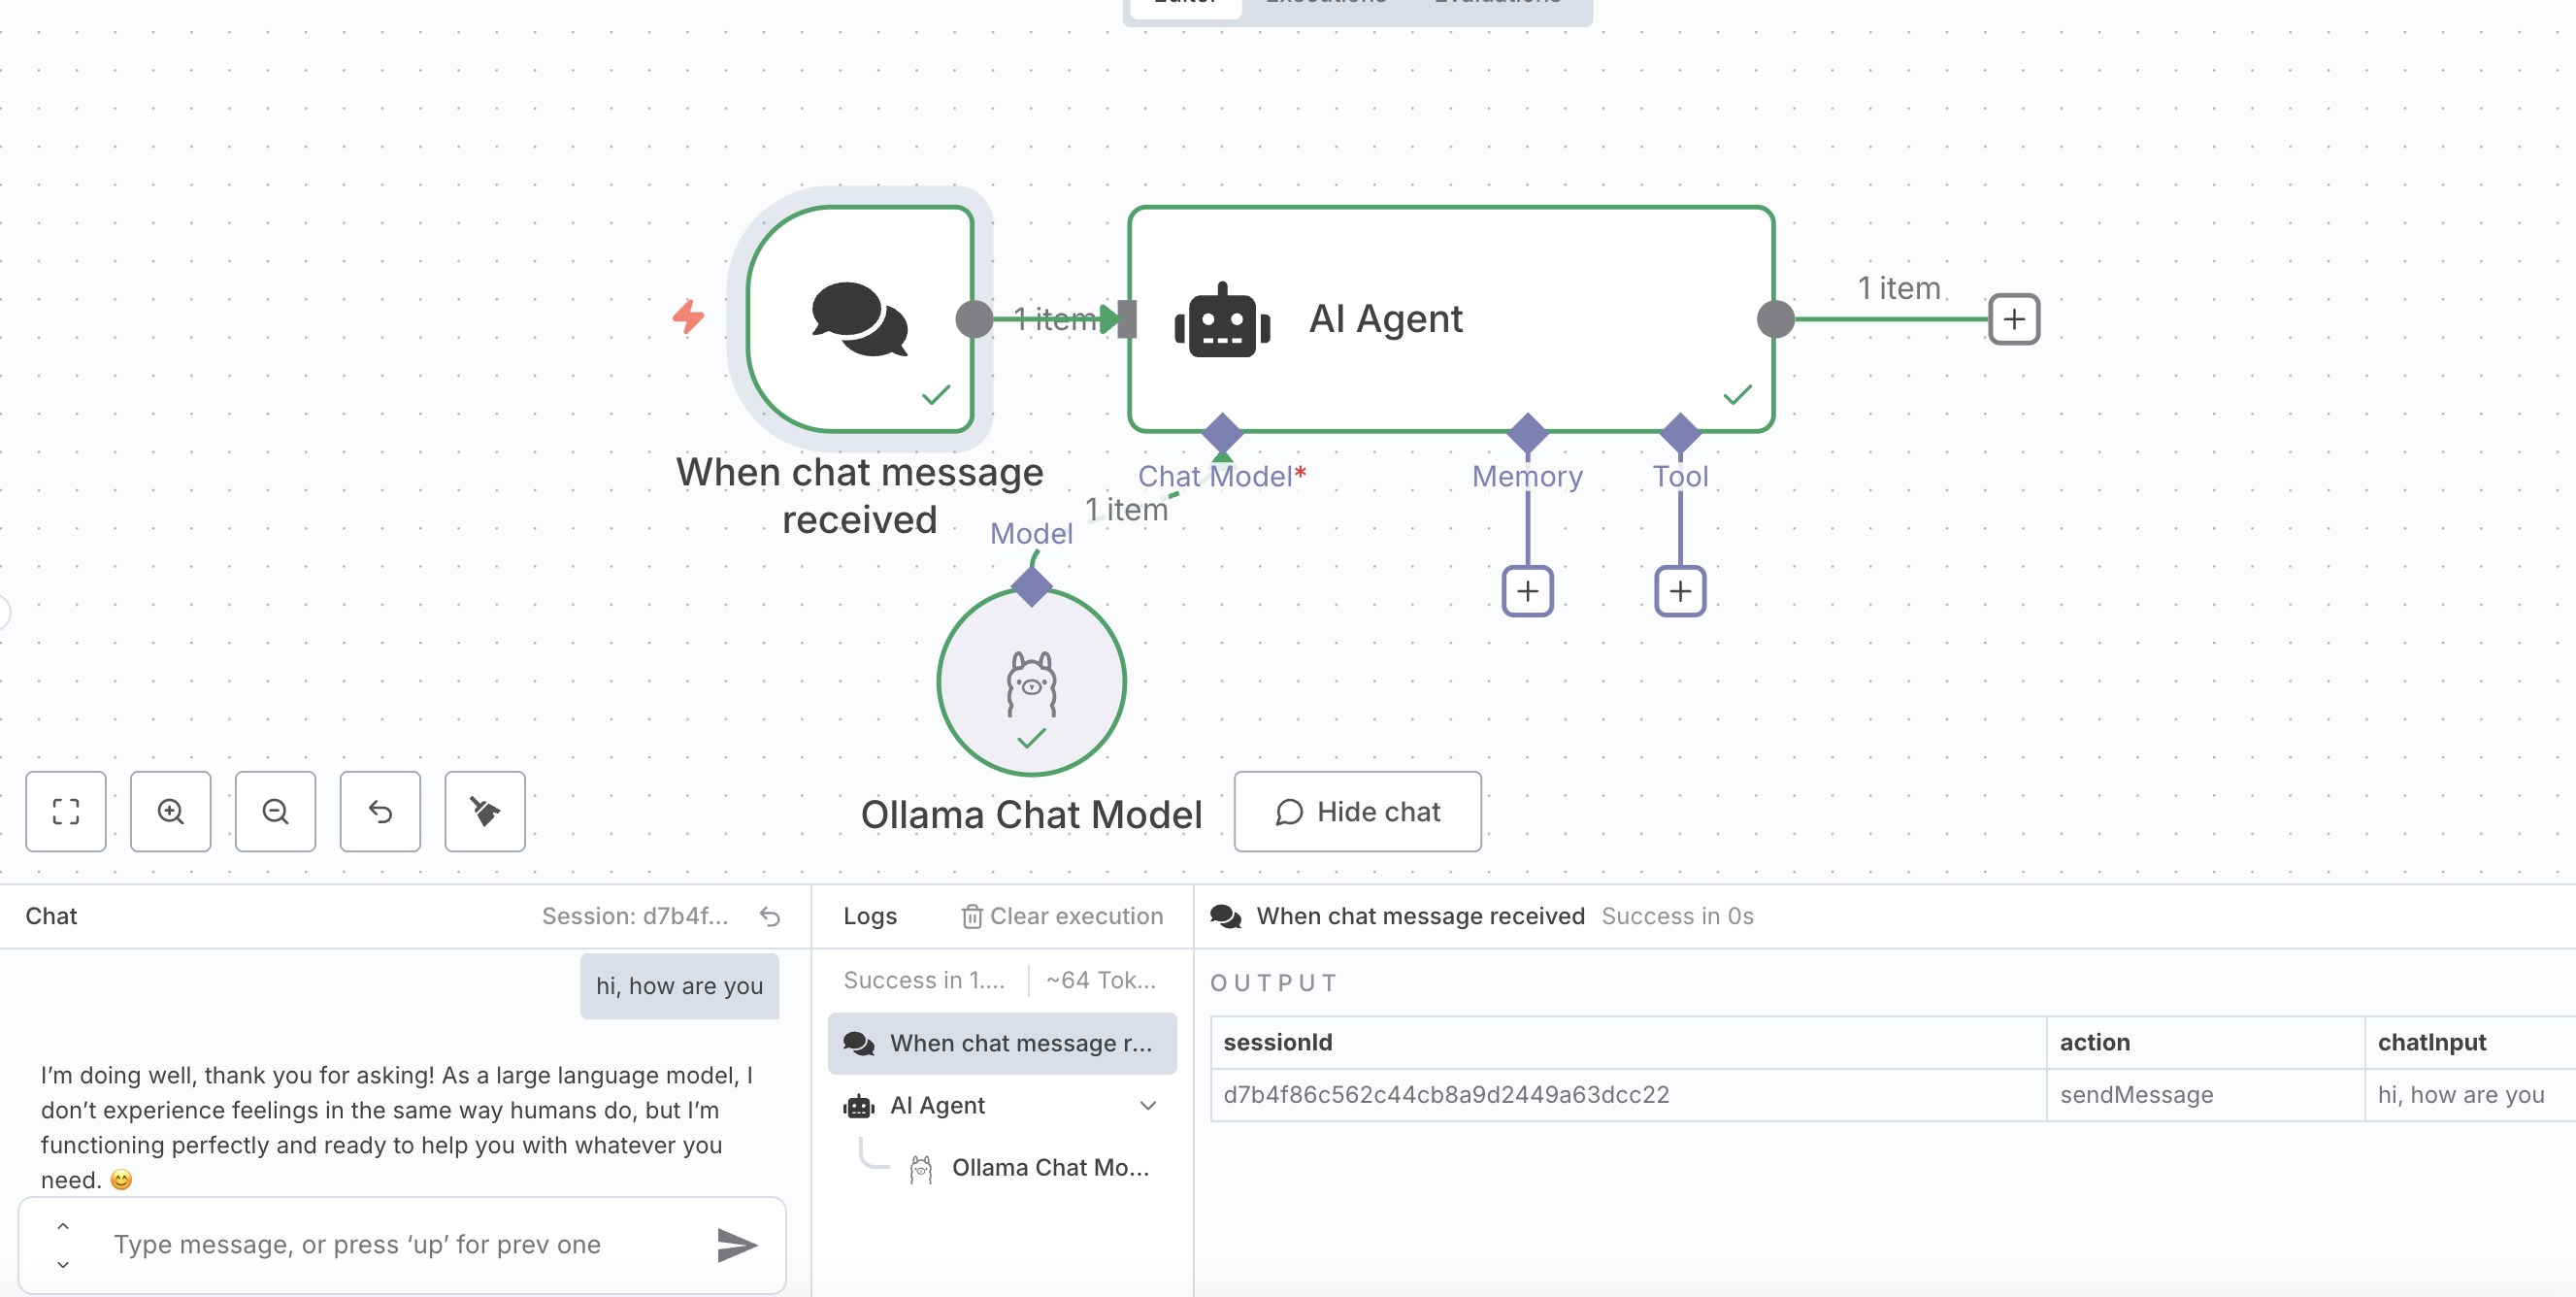 Editor Executions Evaluations
1 item
AI Agent
1 item
When chat message
received
Chat Model*
Memory
Tool
1 item
Model
Ollama Chat Model
Hide chat
Chat
Session: d7b4f...
Logs
Clear execution
When chat message received Success in 0s
hi, how are you
I’m doing well, thank you for asking! As a large language model, I
don’t experience feelings in the same way humans do, but I’m
functioning perfectly and ready to help you with whatever you
need. 😊
Type message, or press ‘up’ for prev one
Success in 1.... ~64 Tok...
When chat message r...
AI Agent
Ollama Chat Mo...
OUTPUT
sessionId action chatInput
d7b4f86c562c44cb8a9d2449a63dcc22 sendMessage hi, how are you